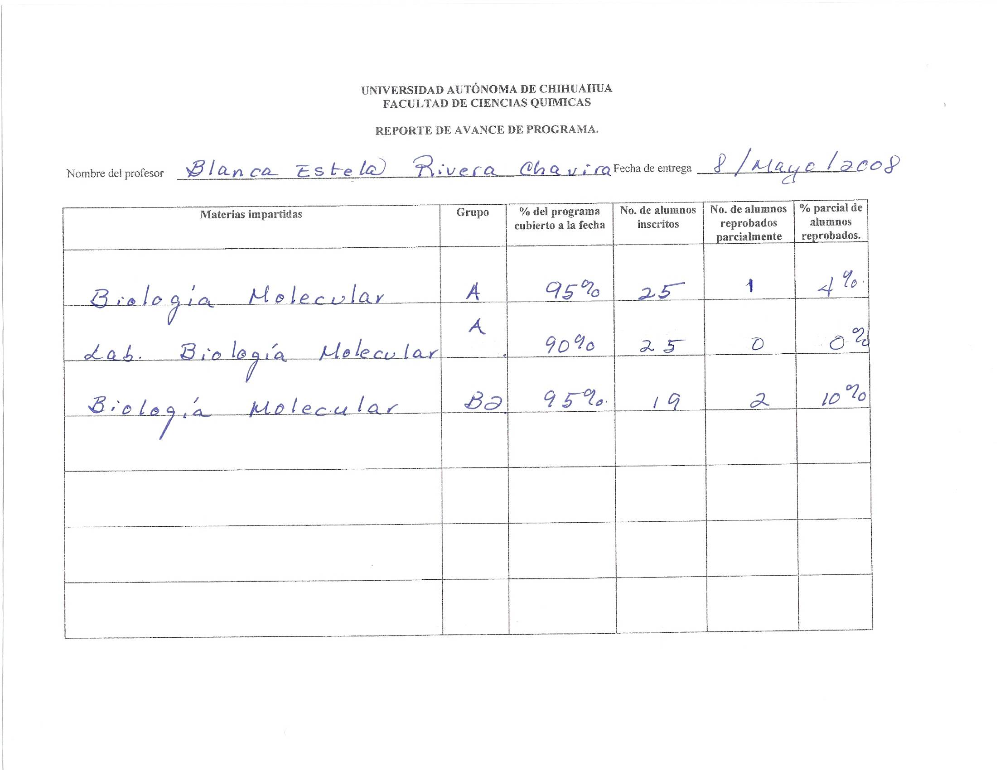 UNIVERSIDAD AUTÓNOMA DE CHIHUAHUA
FACULTAD DE CIENCIAS QUIMICAS
REPORTE DE AVANCE DE PROGRAMA.
Nombre del profesor Blanca Estela Rivera Chavira Fecha de entrega 8/Mayo/2008
Materias impartidas Grupo % del programa cubierto a la fecha No. de alumnos inscritos No. de alumnos reprobados parcialmente % parcial de alumnos reprobados.
Biología Molecular A 95% 25 1 4%
Lab. Biología Molecular A 90% 25 0 0%
Biología Molecular B2 95% 19 2 10%